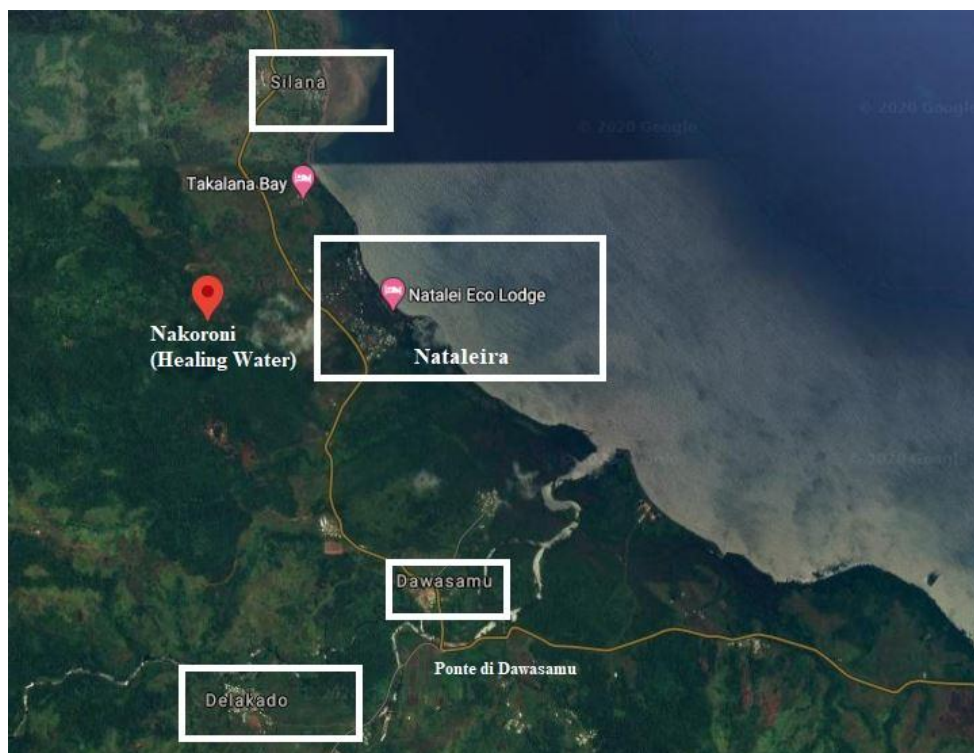 Silana
© 2020 Google
© 2020 Google
Takalana Bay
Natalei Eco Lodge
Nakoroni
(Healing Water)
Nataleira
© 2020 Google
Dawasamu
Ponte di Dawasamu
Delakado